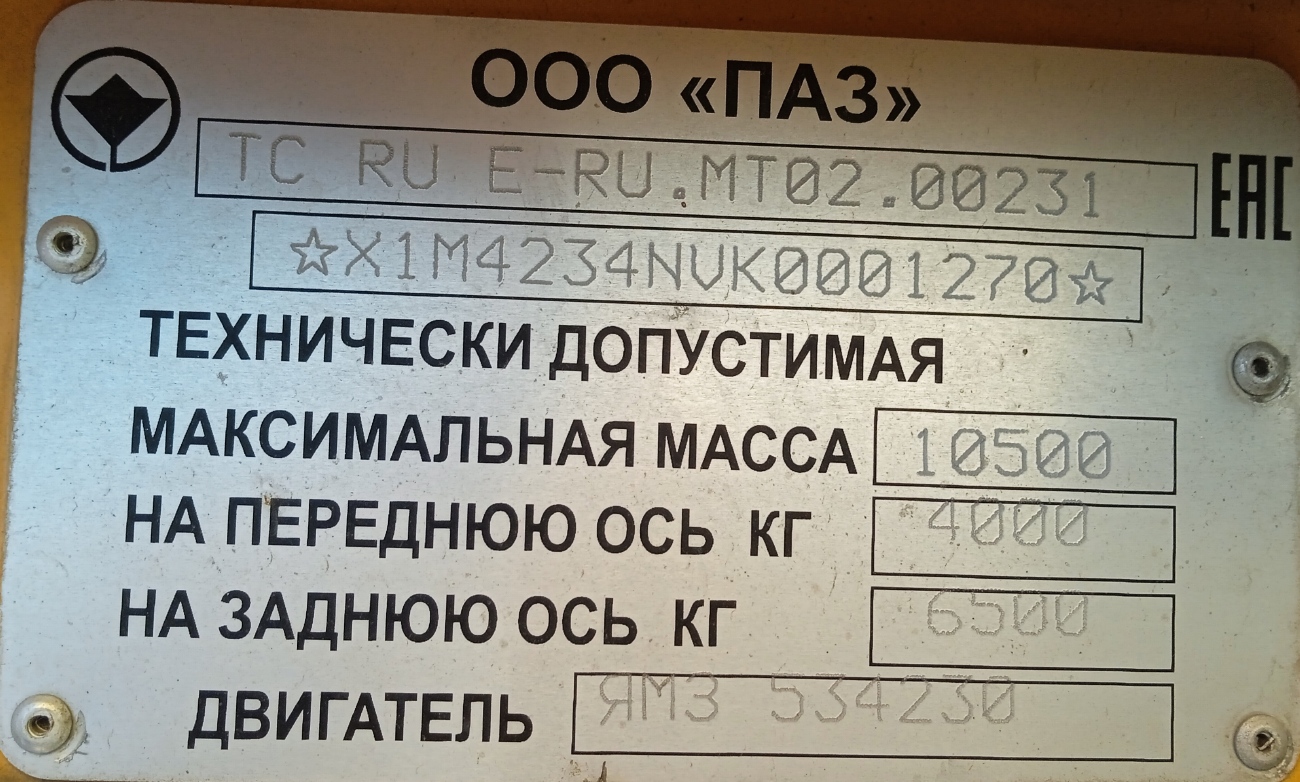 ООО «ПАЗ»
ТС RU Е-RU.МТ02.00231
EAC
☆X1M4234NVK0001270☆
ТЕХНИЧЕСКИ ДОПУСТИМАЯ
МАКСИМАЛЬНАЯ МАССА 10500
НА ПЕРЕДНЮЮ ОСЬ КГ 4000
НА ЗАДНЮЮ ОСЬ КГ 6500
ДВИГАТЕЛЬ ЯМЗ 534230